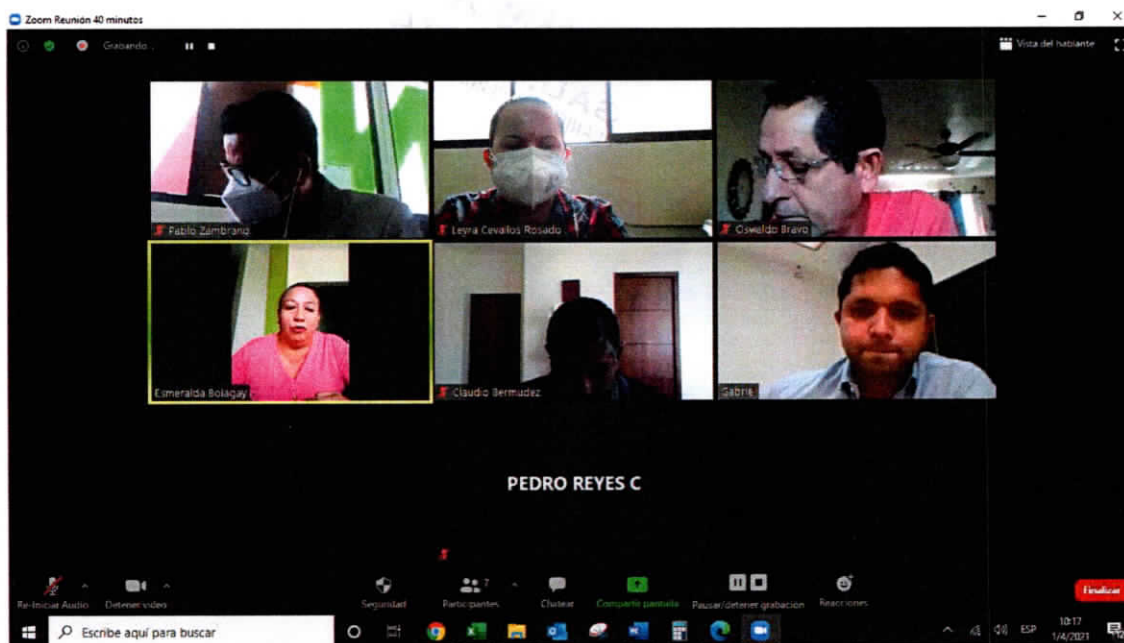 Zoom Reunión 40 minutos
Grabando...
Vista del hablante
Pablo Zambrano
Leyra Cevallos Rosado
Oswaldo Bravo
Esmeralda Bolagay
Claudio Bermudez
Gabriel
PEDRO REYES C
Re-Iniciar Audio
Detener video
Seguridad
Participantes 7
Chatear
Compartir pantalla
Pausar/detener grabación
Reacciones
Finalizar
Escribe aquí para buscar
ESP
10:17
1/4/2021